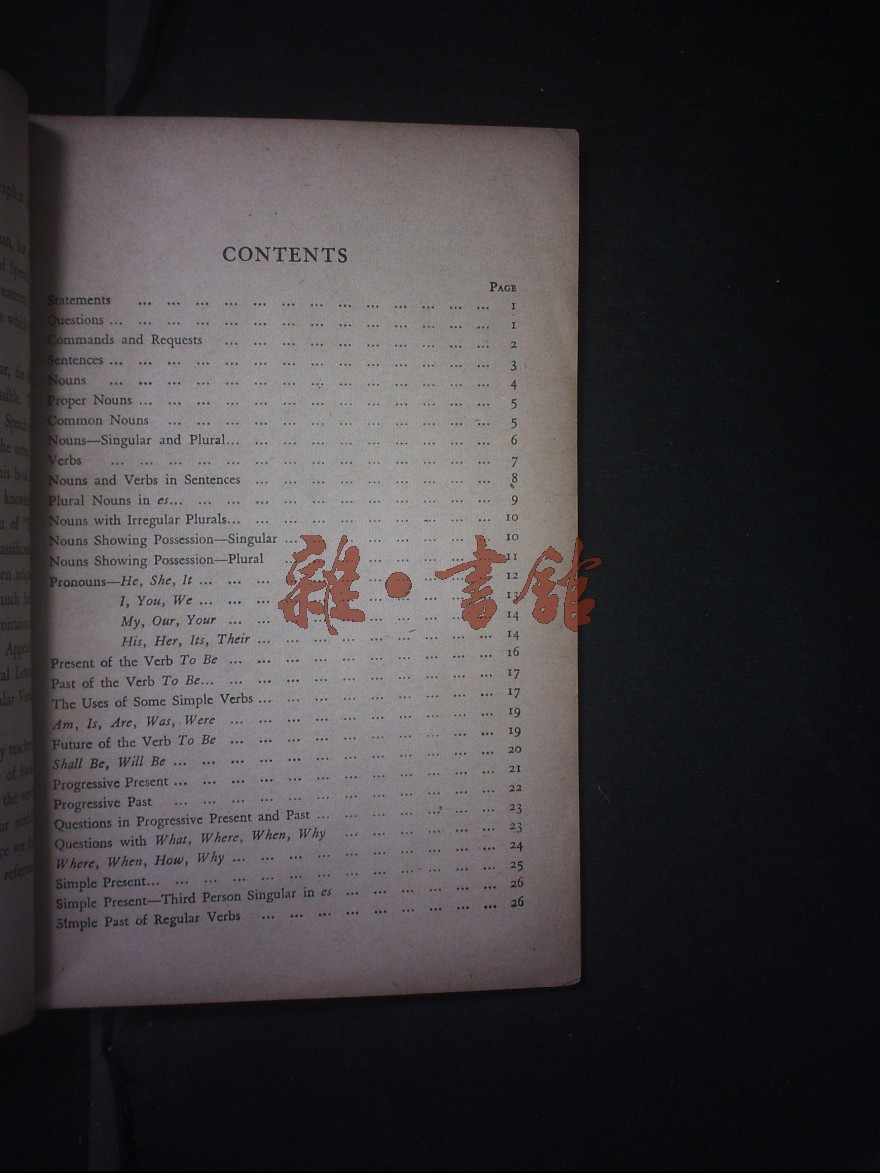 CONTENTS
PAGE
Statements ... ... ... ... ... ... ... ... ... ... ... ... ... 1
Questions ... ... ... ... ... ... ... ... ... ... ... ... ... ... 1
Commands and Requests ... ... ... ... ... ... ... ... ... ... 2
Sentences ... ... ... ... ... ... ... ... ... ... ... ... ... ... 3
Nouns ... ... ... ... ... ... ... ... ... ... ... ... ... ... 4
Proper Nouns ... ... ... ... ... ... ... ... ... ... ... ... ... 5
Common Nouns ... ... ... ... ... ... ... ... ... ... ... ... 5
Nouns—Singular and Plural... ... ... ... ... ... ... ... ... ... 6
Verbs ... ... ... ... ... ... ... ... ... ... ... ... ... ... 7
Nouns and Verbs in Sentences ... ... ... ... ... ... ... ... ... 8
Plural Nouns in es... ... ... ... ... ... ... ... ... ... ... ... 9
Nouns with Irregular Plurals... ... ... ... ... ... ... ... ... ... 10
Nouns Showing Possession—Singular ... ... ... ... ... ... ... ... 10
Nouns Showing Possession—Plural ... ... ... ... ... ... ... ... 11
Pronouns—He, She, It ... ... ... ... ... ... ... ... ... ... ... 12
I, You, We ... ... ... ... ... ... ... ... ... ... ... 13
My, Our, Your ... ... ... ... ... ... ... ... ... ... 14
His, Her, Its, Their ... ... ... ... ... ... ... ... ... 14
Present of the Verb To Be ... ... ... ... ... ... ... ... ... ... 16
Past of the Verb To Be... ... ... ... ... ... ... ... ... ... ... 17
The Uses of Some Simple Verbs ... ... ... ... ... ... ... ... ... 17
Am, Is, Are, Was, Were ... ... ... ... ... ... ... ... ... ... 19
Future of the Verb To Be ... ... ... ... ... ... ... ... ... ... 19
Shall Be, Will Be ... ... ... ... ... ... ... ... ... ... ... ... 20
Progressive Present ... ... ... ... ... ... ... ... ... ... ... ... 21
Progressive Past ... ... ... ... ... ... ... ... ... ... ... ... 22
Questions in Progressive Present and Past ... ... ... ... ... ... ... 23
Questions with What, Where, When, Why ... ... ... ... ... ... 23
Where, When, How, Why ... ... ... ... ... ... ... ... ... ... 24
Simple Present... ... ... ... ... ... ... ... ... ... ... ... ... 25
Simple Present—Third Person Singular in es ... ... ... ... ... ... 26
Simple Past of Regular Verbs ... ... ... ... ... ... ... ... ... 26
雜·書館